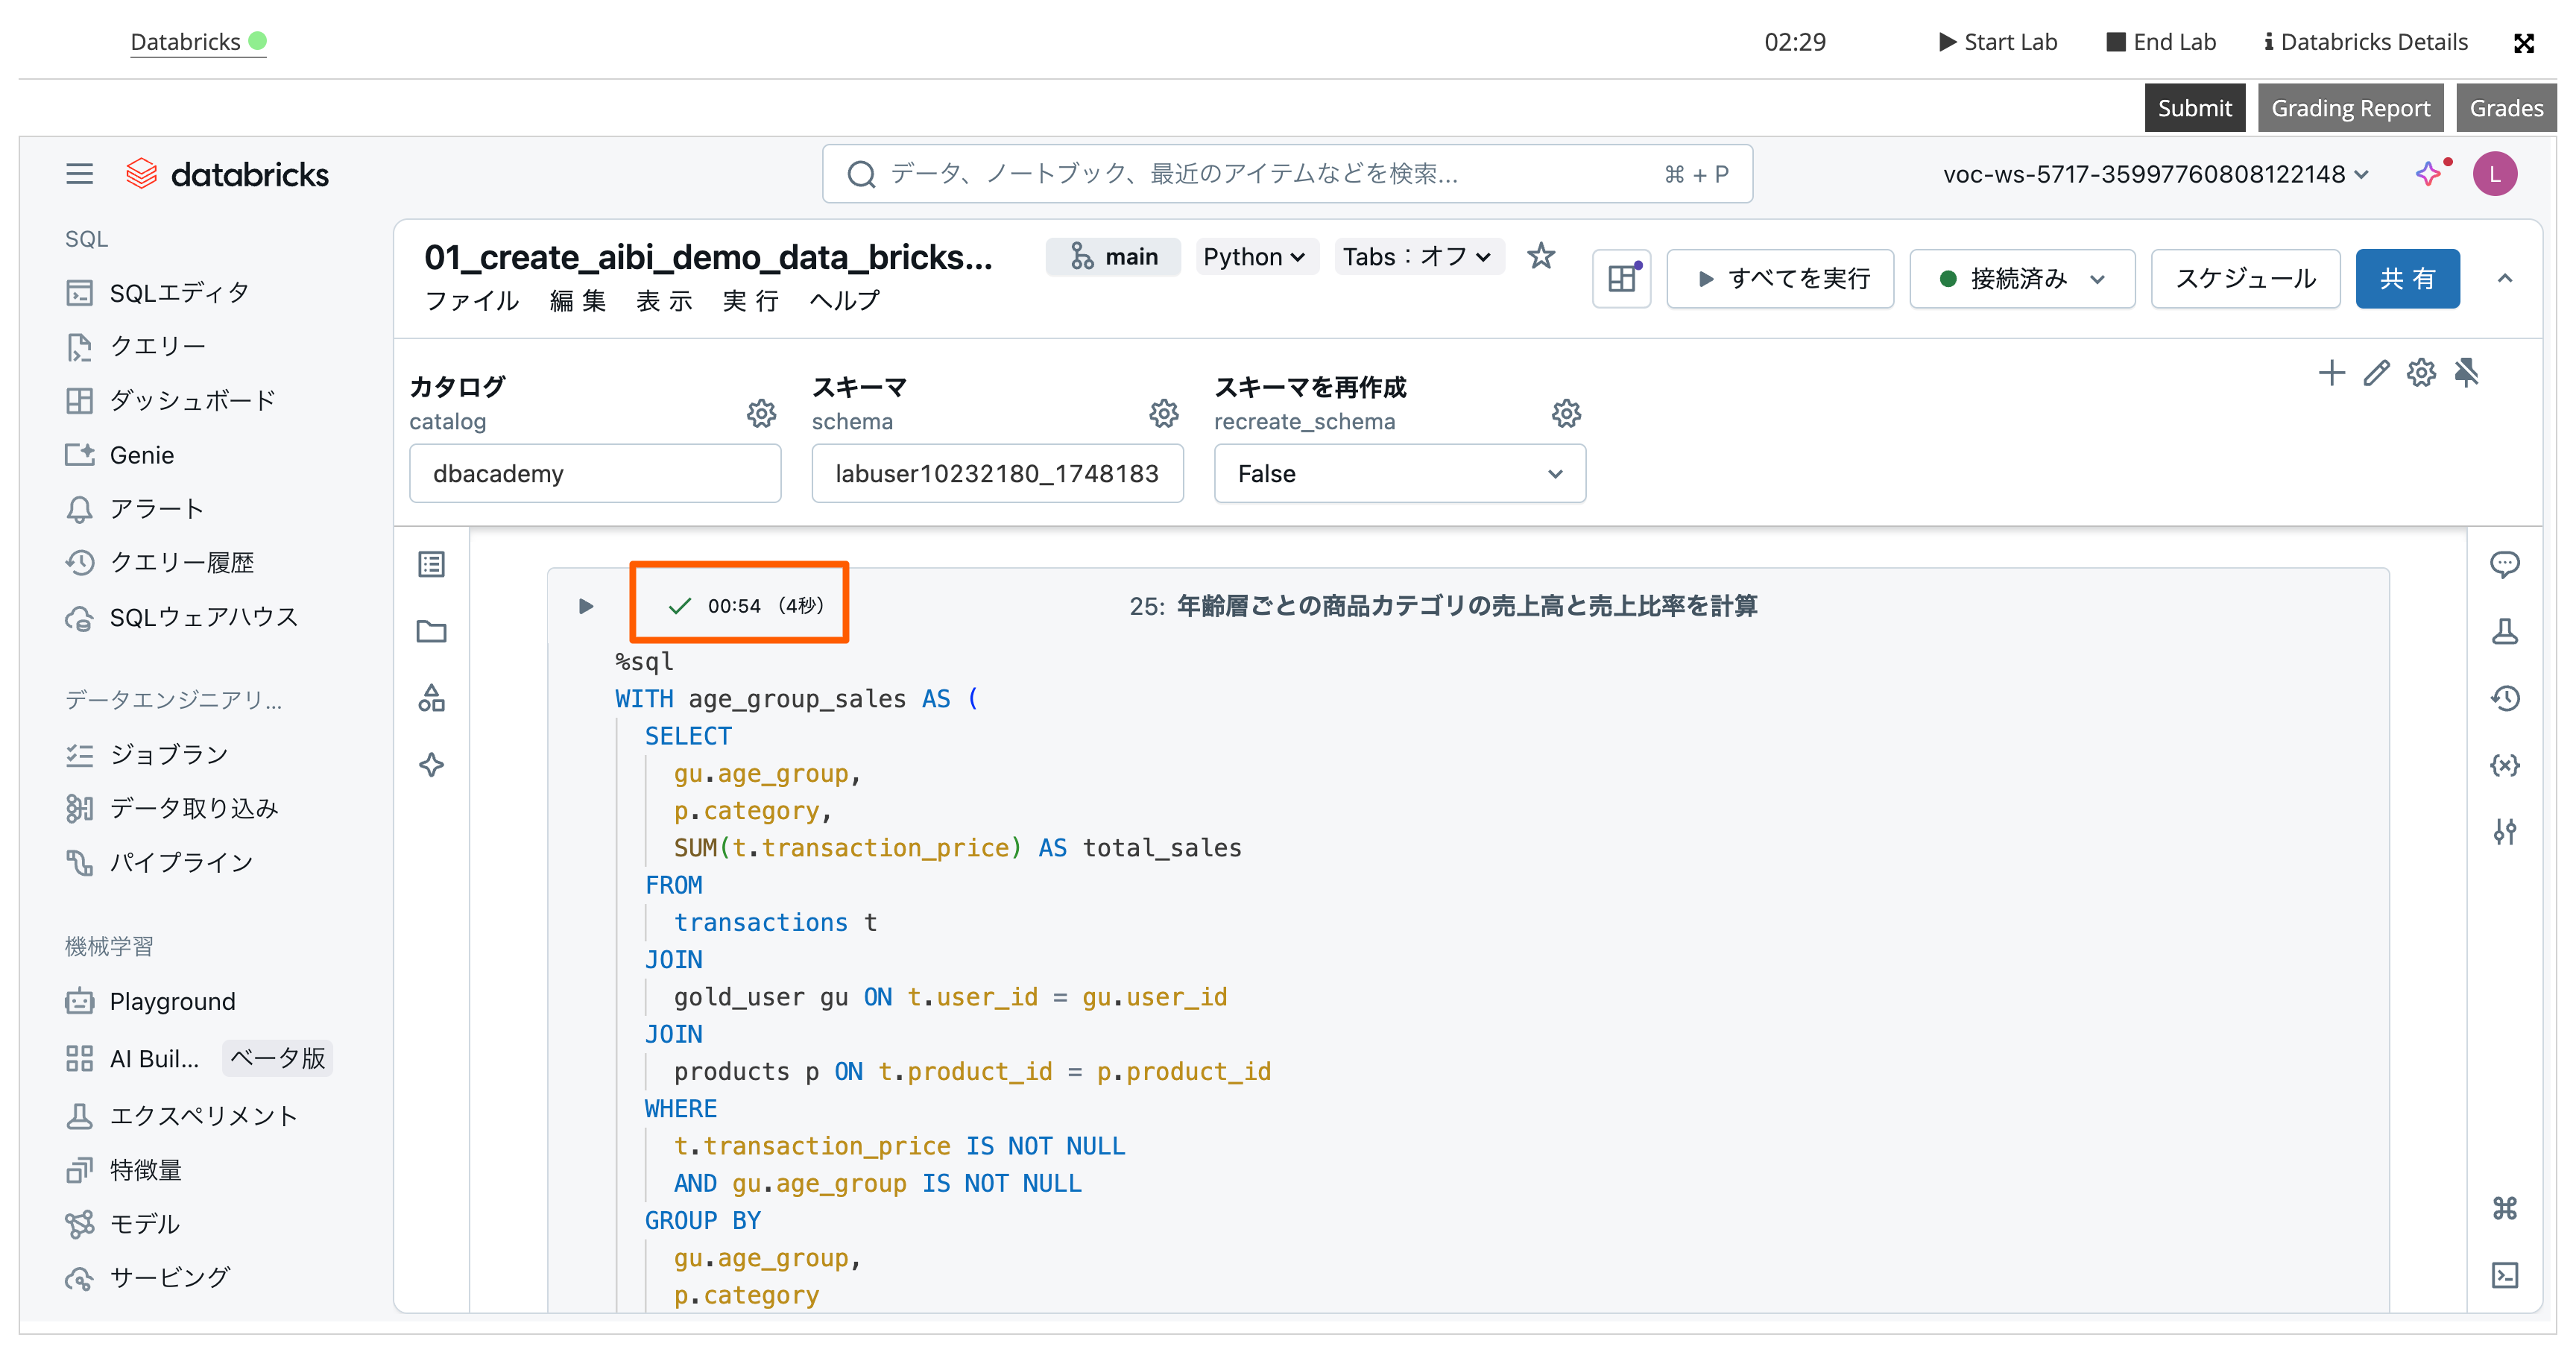 Databricks
02:29
Start Lab
End Lab
Databricks Details
Submit
Grading Report
Grades
databricks
データ、ノートブック、最近のアイテムなどを検索...
⌘ + P
voc-ws-5717-35997760808122148
L
SQL
SQLエディタ
クエリー
ダッシュボード
Genie
アラート
クエリー履歴
SQLウェアハウス
データエンジニアリ...
ジョブラン
データ取り込み
パイプライン
機械学習
Playground
AI Buil... ベータ版
エクスペリメント
特徴量
モデル
サービング
01_create_aibi_demo_data_bricks...
main
Python
Tabs：オフ
ファイル 編集 表示 実行 ヘルプ
すべてを実行
接続済み
スケジュール
共有
カタログ
catalog
dbacademy
スキーマ
schema
labuser10232180_1748183
スキーマを再作成
recreate_schema
False
00:54 （4秒）
25: 年齢層ごとの商品カテゴリの売上高と売上比率を計算
%sql
WITH age_group_sales AS (
SELECT
gu.age_group,
p.category,
SUM(t.transaction_price) AS total_sales
FROM
transactions t
JOIN
gold_user gu ON t.user_id = gu.user_id
JOIN
products p ON t.product_id = p.product_id
WHERE
t.transaction_price IS NOT NULL
AND gu.age_group IS NOT NULL
GROUP BY
gu.age_group,
p.category